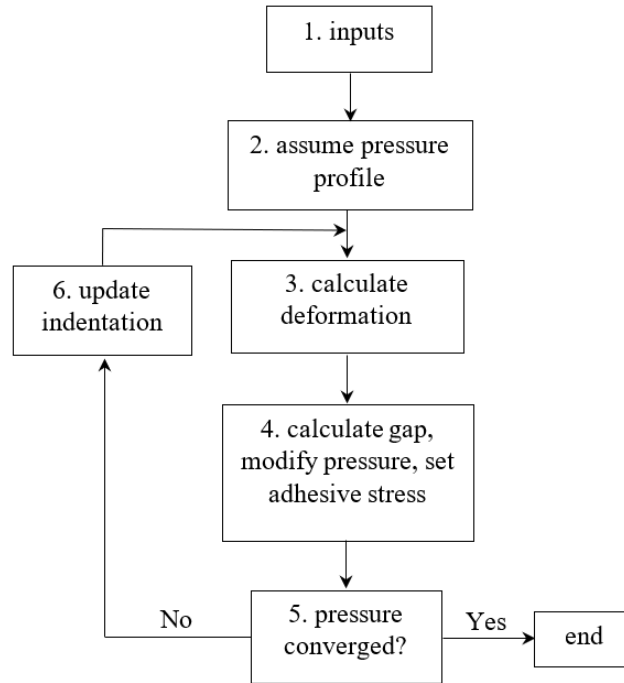 1. inputs
2. assume pressure
profile
3. calculate
deformation
6. update
indentation
4. calculate gap,
modify pressure, set
adhesive stress
5. pressure
converged?
No
Yes
end